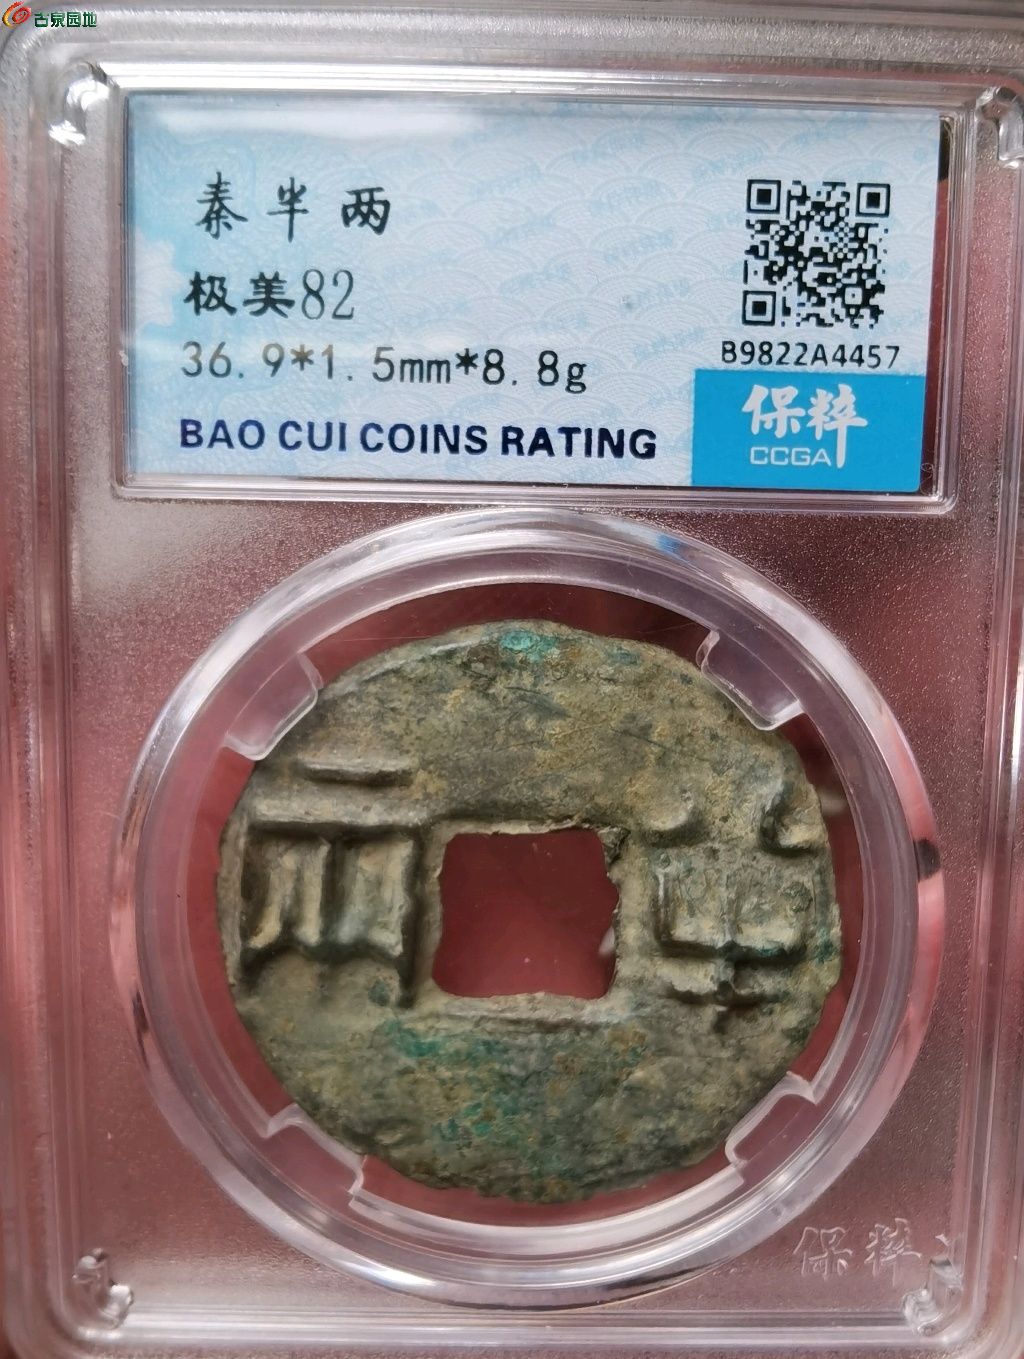 古泉园地
秦半两
极美82
36.9*1.5mm*8.8g
BAO CUI COINS RATING
B9822A4457
保粹
CCGA
半两
保粹